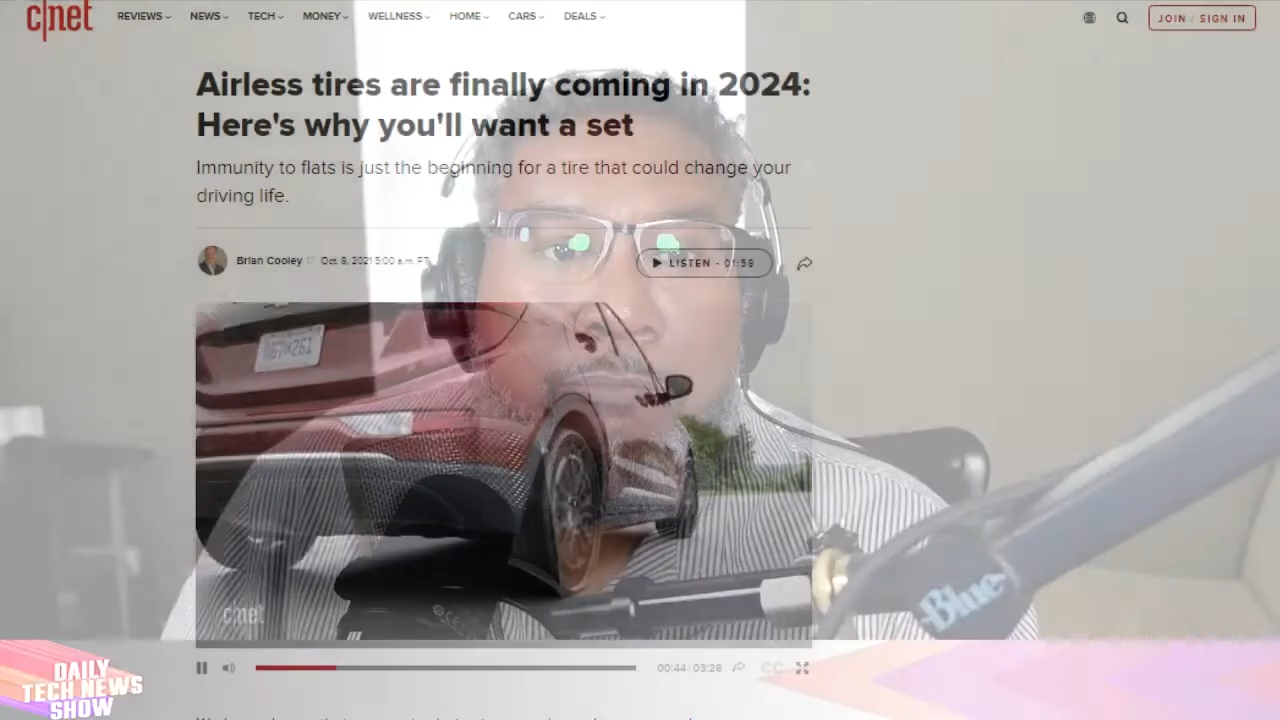 c|net
REVIEWS NEWS TECH MONEY WELLNESS HOME CARS DEALS JOIN / SIGN IN
Airless tires are finally coming in 2024:
Here's why you'll want a set
Immunity to flats is just the beginning for a tire that could change your
driving life.
Brian Cooley Oct. 8, 2021 5:00 a.m. PT
LISTEN - 01:58
c|net
Blue
00:44 / 03:28 CC
DAILY
TECH NEWS
SHOW